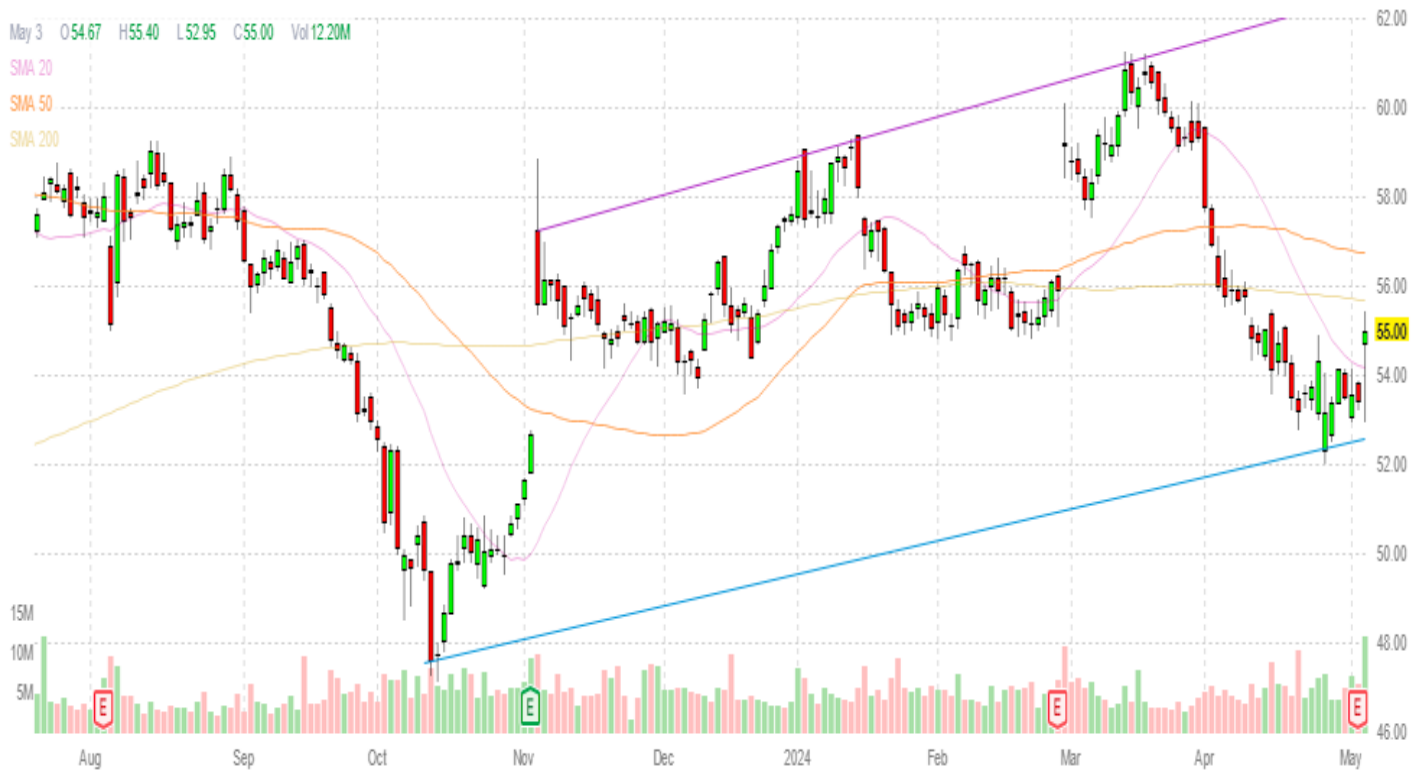 May 3 O54.67 H55.40 L52.95 C55.00 Vol12.20M
SMA 20
SMA 50
SMA 200
62.00
60.00
58.00
56.00
55.00
54.00
52.00
50.00
48.00
46.00
15M
10M
5M
E E E E
Aug Sep Oct Nov Dec 2024 Feb Mar Apr May